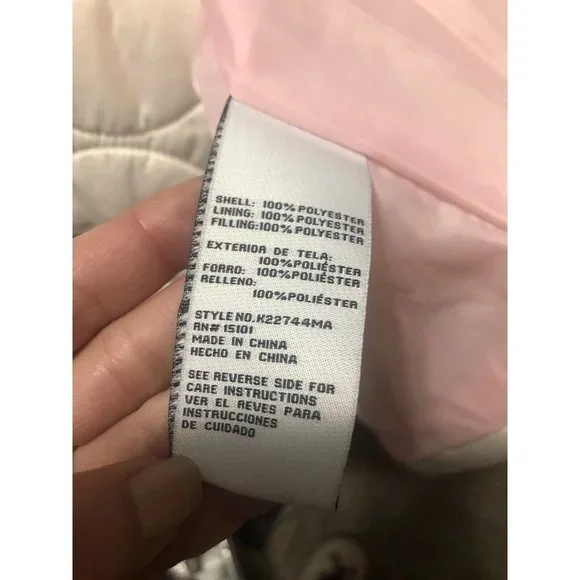 SHELL: 100% POLYESTER
LINING: 100% POLYESTER
FILLING:100% POLYESTER
EXTERIOR DE TELA:
100%POLIÉSTER
FORRO: 100%POLIÉSTER
RELLENO:
100%POLIÉSTER
STYLE NO.K22744MA
RN# 15101
MADE IN CHINA
HECHO EN CHINA
SEE REVERSE SIDE FOR
CARE INSTRUCTIONS
VER EL REVES PARA
INSTRUCCIONES
DE CUIDADO